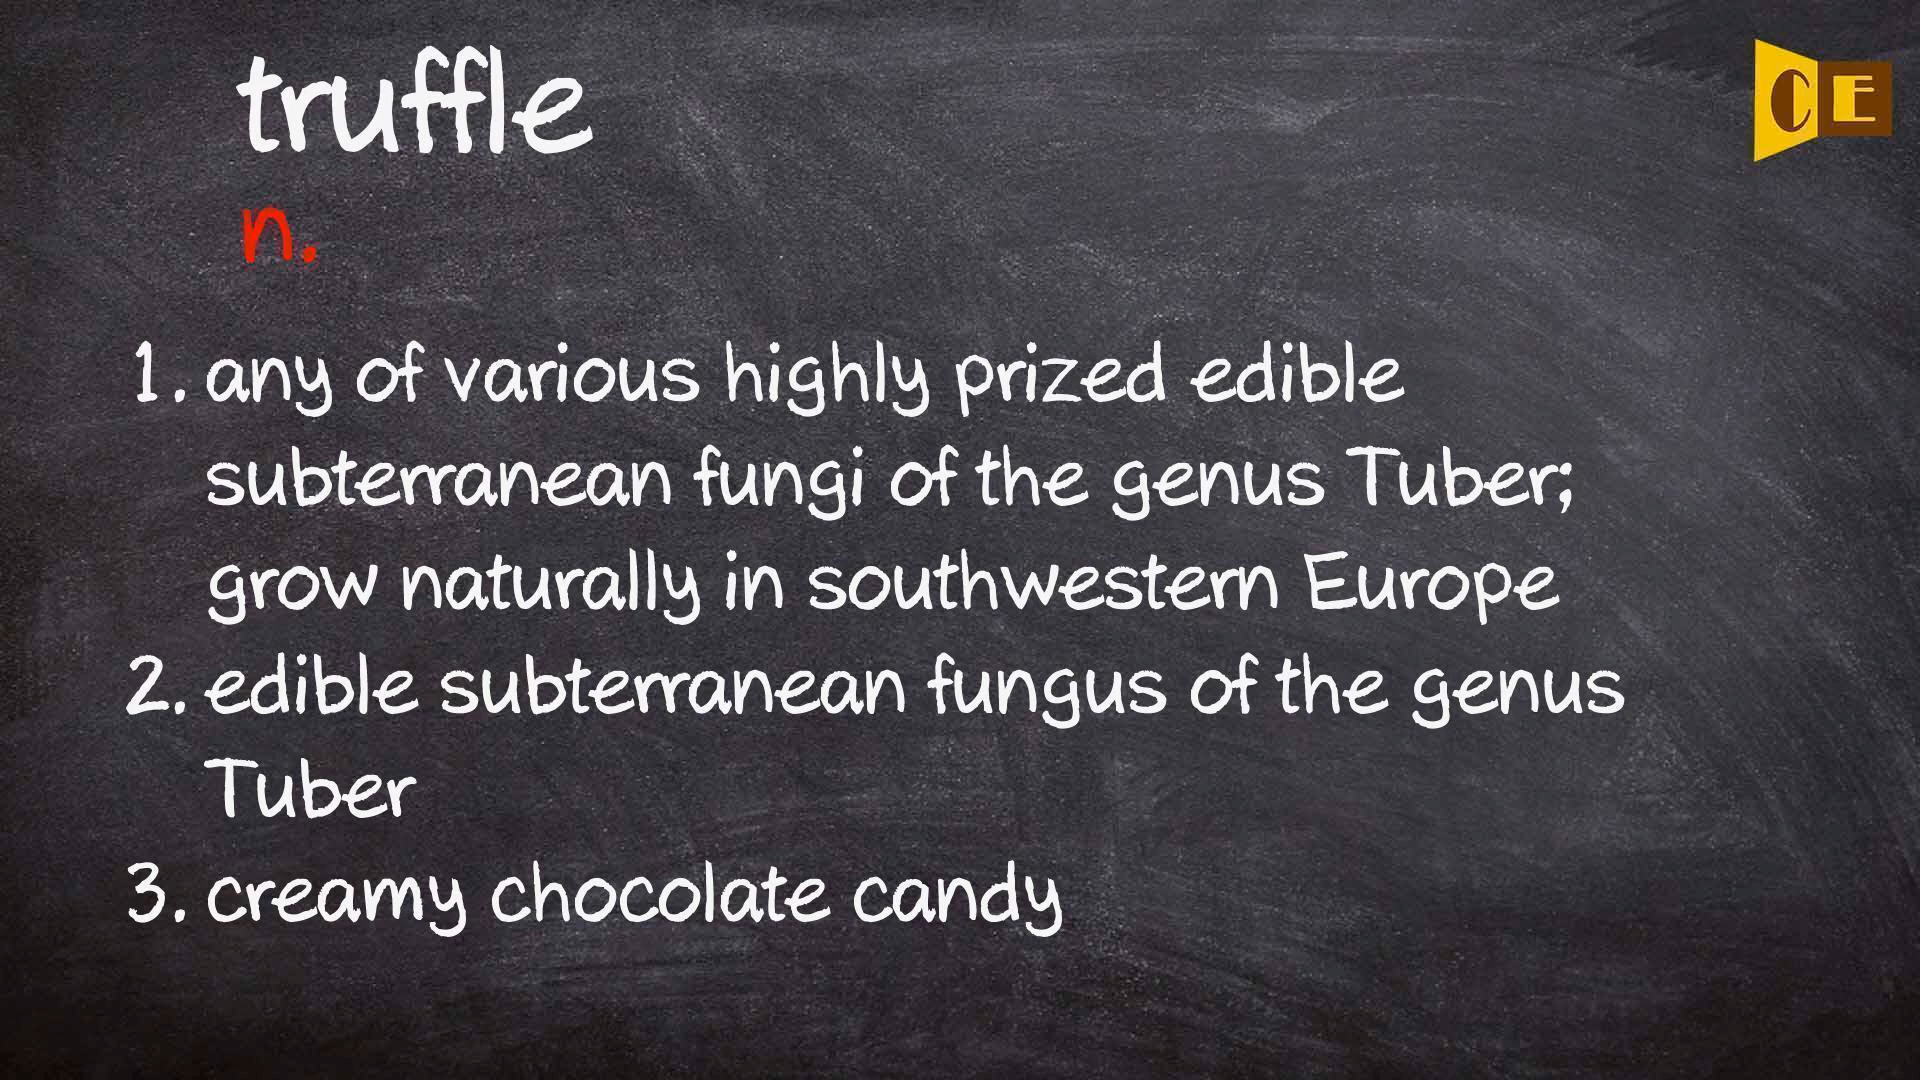 truffle
CE
n.
1. any of various highly prized edible
subterranean fungi of the genus Tuber;
grow naturally in southwestern Europe
2. edible subterranean fungus of the genus
Tuber
3. creamy chocolate candy